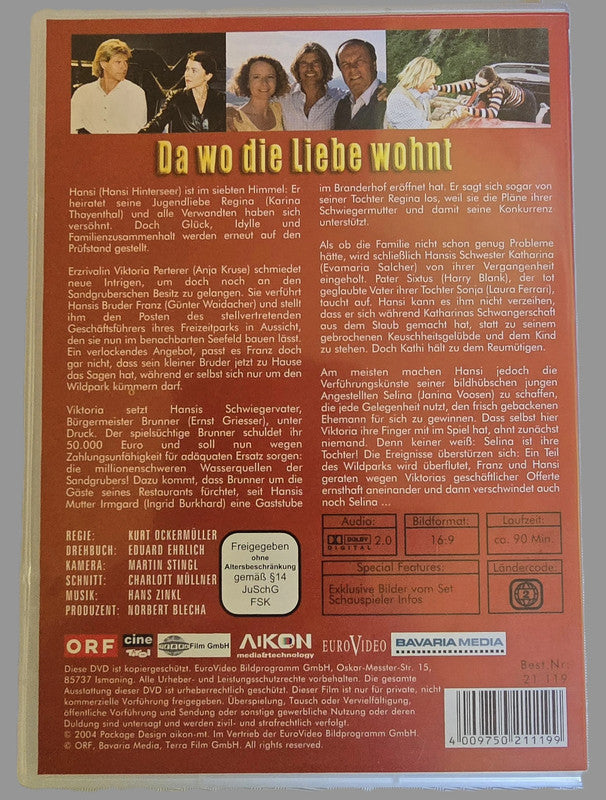 Da wo die Liebe wohnt
Hansi (Hansi Hinterseer) ist im siebten Himmel: Er
heiratet seine Jugendliebe Regina (Karina
Thayenthal) und alle Verwandten haben sich
versöhnt. Doch Glück, Idylle und
Familienzusammenhalt werden erneut auf den
Prüfstand gestellt.
Erzrivalin Viktoria Perterer (Anja Kruse) schmiedet
neue Intrigen, um doch noch an den
Sandgruberschen Besitz zu gelangen. Sie verführt
Hansis Bruder Franz (Günter Waidacher) und stellt
ihm den Posten des stellvertretenden
Geschäftsführers ihres Freizeitparks in Aussicht,
den sie nun im benachbarten Seefeld bauen lässt.
Ein verlockendes Angebot, passt es Franz doch
gar nicht, dass sein kleiner Bruder jetzt zu Hause
das Sagen hat, während er selbst sich nur um den
Wildpark kümmern darf.
Viktoria setzt Hansis Schwiegervater,
Bürgermeister Brunner (Ernst Griesser), unter
Druck. Der spielsüchtige Brunner schuldet ihr
50.000 Euro und soll nun wegen
Zahlungsunfähigkeit für adäquaten Ersatz sorgen:
die millionenschweren Wasserquellen der
Sandgrubers! Dazu kommt, dass Brunner um die
Gäste seines Restaurants fürchtet, seit Hansis
Mutter Irmgard (Ingrid Burkhard) eine Gaststube
im Branderhof eröffnet hat. Er sagt sich sogar von
seiner Tochter Regina los, weil sie die Pläne ihrer
Schwiegermutter und damit seine Konkurrenz
unterstützt.
Als ob die Familie nicht schon genug Probleme
hätte, wird schließlich Hansis Schwester Katharina
(Evamaria Salcher) von ihrer Vergangenheit
eingeholt. Pater Sixtus (Harry Blank), der tot
geglaubte Vater ihrer Tochter Sonja (Laura Ferrari),
taucht auf. Hansi kann es ihm nicht verzeihen,
dass er sich während Katharinas Schwangerschaft
aus dem Staub gemacht hat, statt zu seinem
gebrochenen Keuschheitsgelübde und dem Kind
zu stehen. Doch Kathi hält zu dem Reumütigen.
Am meisten machen Hansi jedoch die
Verführungskünste seiner bildhübschen jungen
Angestellten Selina (Janina Voosen) zu schaffen,
die jede Gelegenheit nutzt, den frisch gebackenen
Ehemann für sich zu gewinnen. Dass selbst hier
Viktoria ihre Finger mit im Spiel hat, ahnt zunächst
niemand. Denn keiner weiß: Selina ist ihre
Tochter! Die Ereignisse überstürzen sich: Ein Teil
des Wildparks wird überflutet, Franz und Hansi
geraten wegen Viktorias geschäftlicher Offerte
ernsthaft aneinander und dann verschwindet auch
noch Selina ...
REGIE: KURT OCKERMÜLLER
DREHBUCH: EDUARD EHRLICH
KAMERA: MARTIN STINGL
SCHNITT: CHARLOTT MÜLLNER
MUSIK: HANS ZINKL
PRODUZENT: NORBERT BLECHA
Freigegeben
ohne
Altersbeschränkung
gemäß §14
JuSchG
FSK
Audio: Bildformat: Laufzeit:
DOLBY DIGITAL 2.0 16:9 ca. 90 Min.
Special Features: Ländercode:
Exklusive Bilder vom Set
Schauspieler Infos
2
ORF cine Tirol Film GmbH AIKON mediatrtechnology EUROVIDEO BAVARIA MEDIA
Diese DVD ist kopiergeschützt. EuroVideo Bildprogramm GmbH, Oskar-Messter-Str. 15,
85737 Ismaning. Alle Urheber- und Leistungsschutzrechte vorbehalten. Die gesamte
Ausstattung dieser DVD ist urheberrechtlich geschützt. Dieser Film ist nur für private, nicht
kommerzielle Vorführung freigegeben. Überspielung, Tausch oder Vervielfältigung,
öffentliche Vorführung und Sendung oder sonstige gewerbliche Nutzung oder deren
Duldung sind untersagt und werden zivil- und strafrechtlich verfolgt.
© 2004 Package Design aikon-mt. Im Vertrieb der EuroVideo Bildprogramm GmbH.
© ORF, Bavaria Media, Terra Film GmbH. All rights reserved.
Best.Nr.:
21 119
4 009750 211199